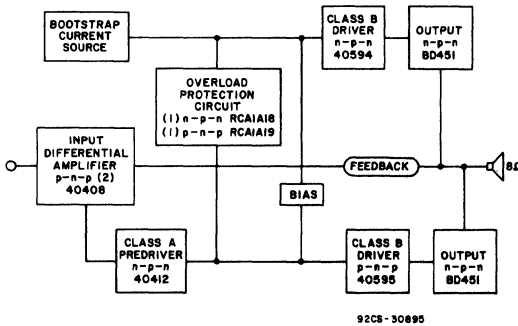 BOOTSTRAP
CURRENT
SOURCE
CLASS B
DRIVER
n-p-n
40594
OUTPUT
n-p-n
BD451
OVERLOAD
PROTECTION
CIRCUIT
(1) n-p-n RCA1A18
(1) p-n-p RCA1A19
INPUT
DIFFERENTIAL
AMPLIFIER
p-n-p (2)
40408
FEEDBACK
8Ω
BIAS
CLASS A
PREDRIVER
n-p-n
40412
CLASS B
DRIVER
p-n-p
40595
OUTPUT
n-p-n
BD451
92CS-30895